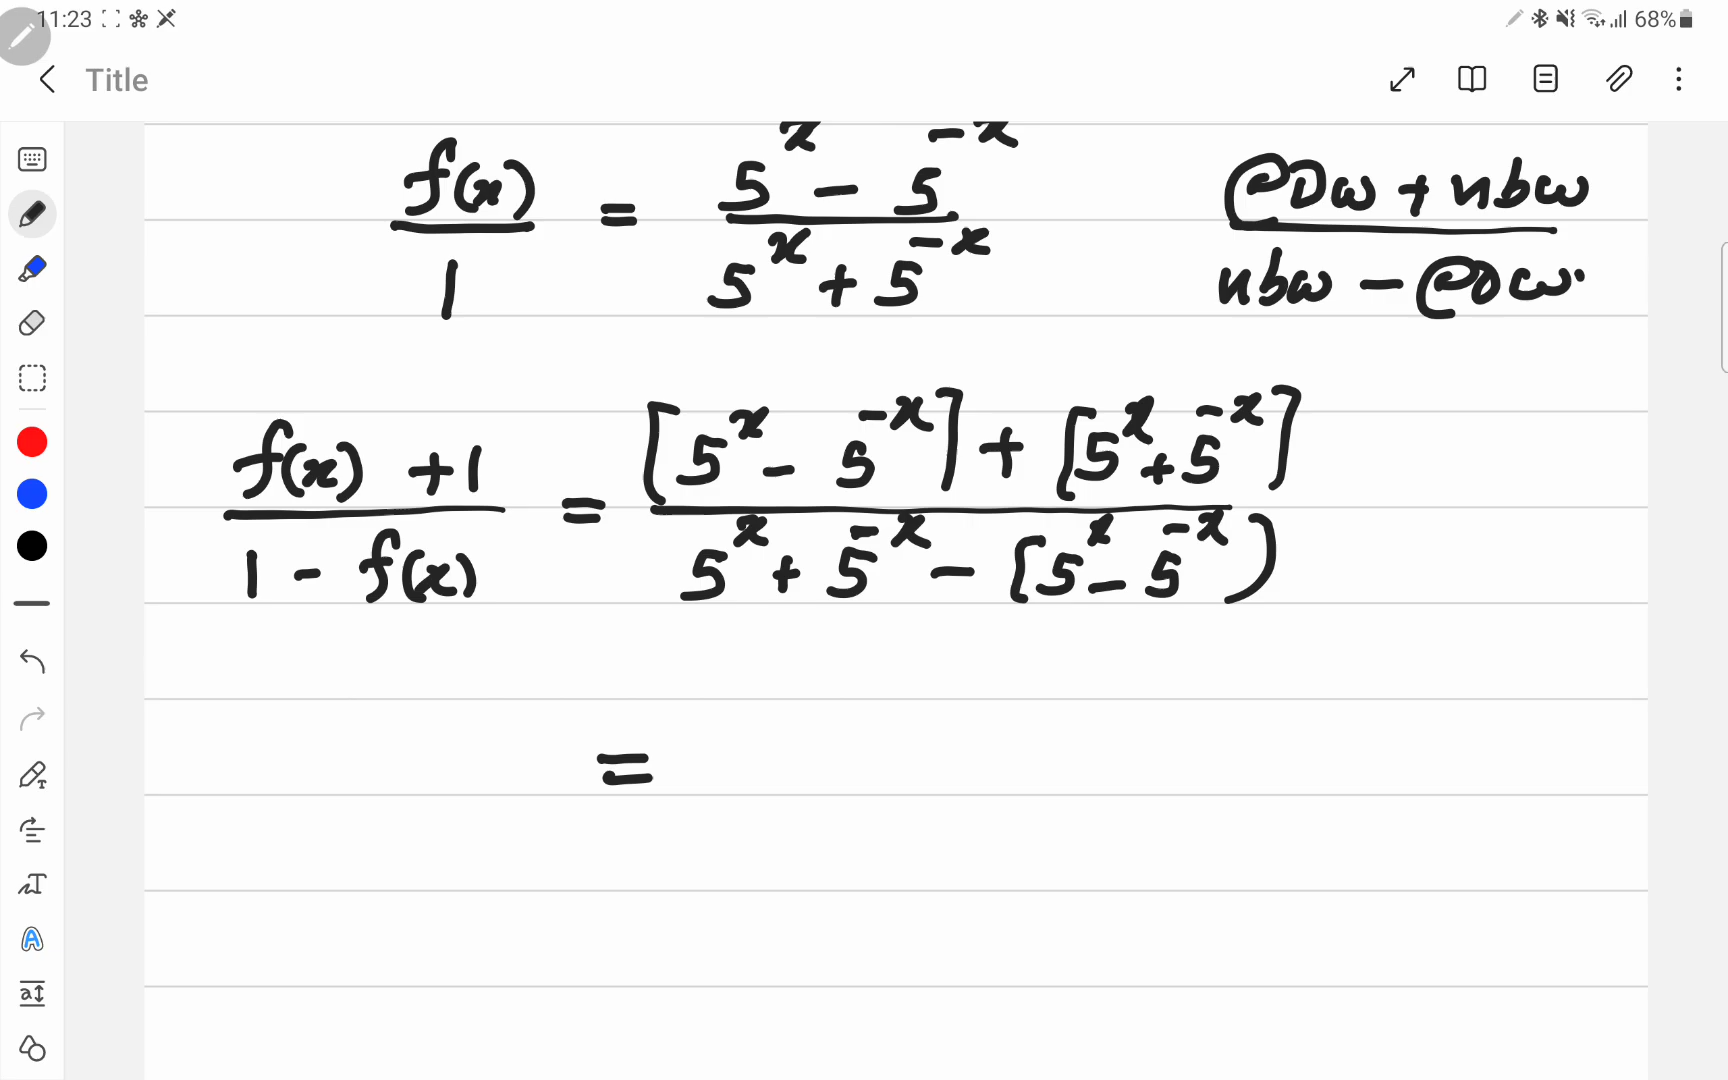 11:23 68%
Title
f(x) / 1 = (5^x - 5^-x) / (5^x + 5^-x)
(f(x) + 1) / (1 - f(x)) = ([5^x - 5^-x] + [5^x + 5^-x]) / (5^x + 5^-x - [5^x - 5^-x))
=